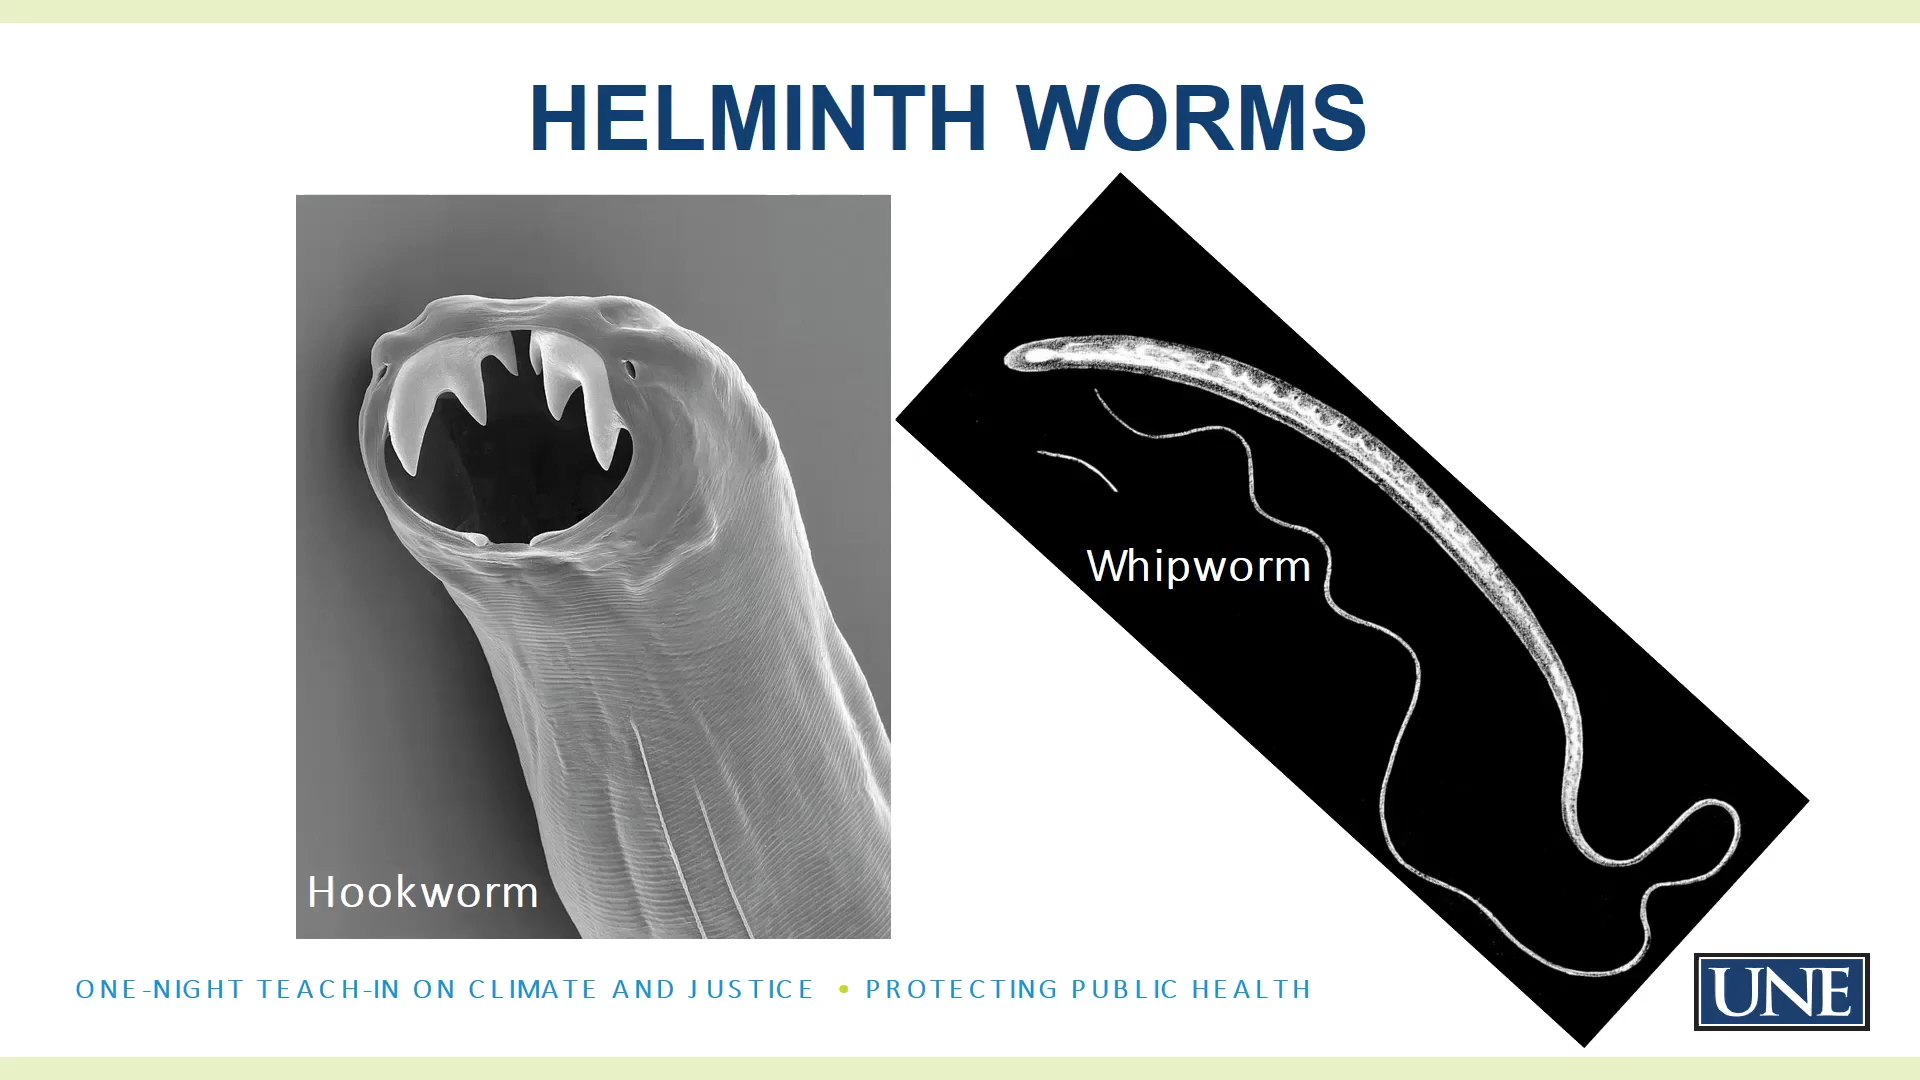 HELMINTH WORMS
Whipworm
Hookworm
ONE-NIGHT TEACH-IN ON CLIMATE AND JUSTICE • PROTECTING PUBLIC HEALTH
UNE